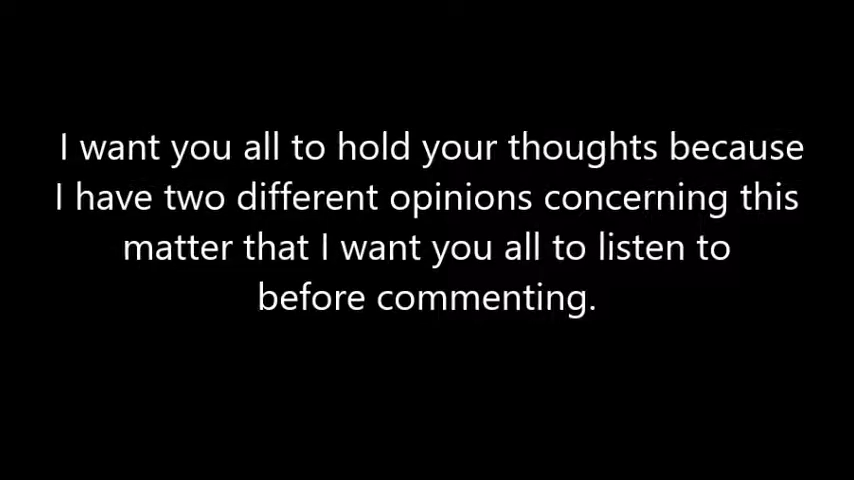 I want you all to hold your thoughts because
I have two different opinions concerning this
matter that I want you all to listen to
before commenting.